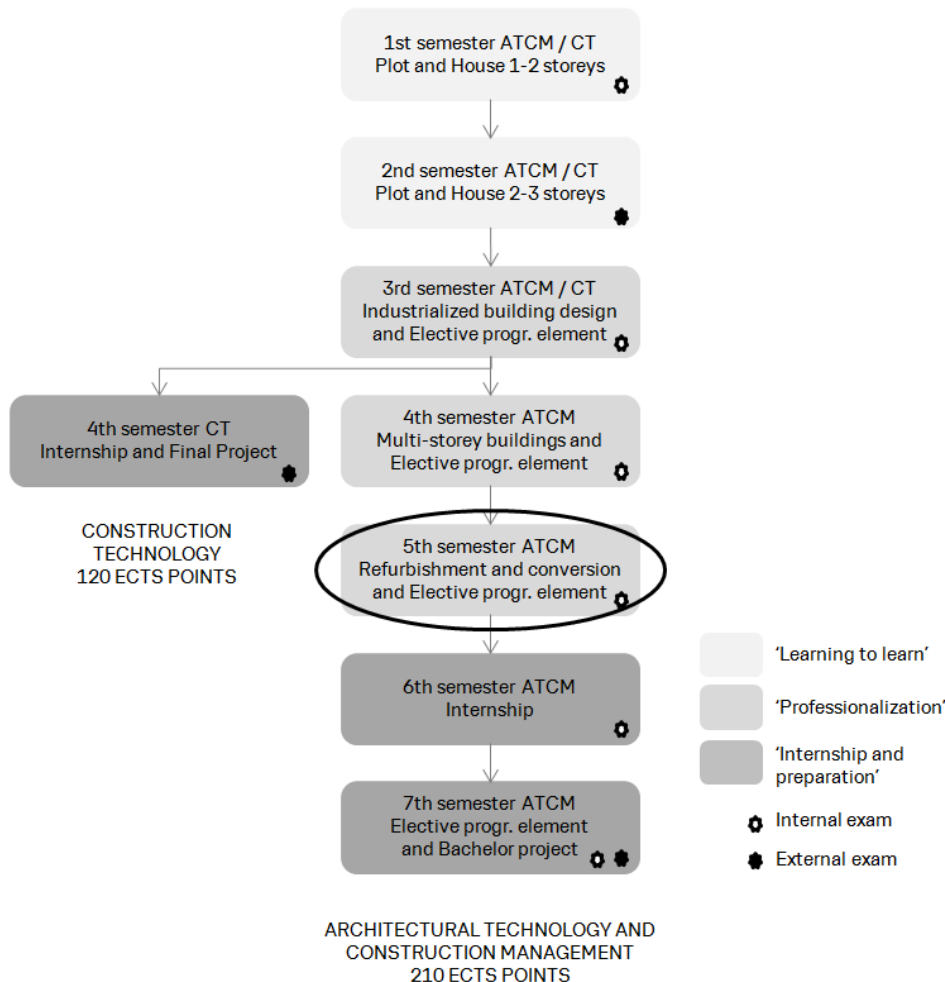 1st semester ATCM / CT
Plot and House 1-2 storeys
2nd semester ATCM / CT
Plot and House 2-3 storeys
3rd semester ATCM / CT
Industrialized building design
and Elective progr. element
4th semester CT
Internship and Final Project
4th semester ATCM
Multi-storey buildings and
Elective progr. element
CONSTRUCTION
TECHNOLOGY
120 ECTS POINTS
5th semester ATCM
Refurbishment and conversion
and Elective progr. element
6th semester ATCM
Internship
7th semester ATCM
Elective progr. element
and Bachelor project
'Learning to learn'
'Professionalization'
'Internship and
preparation'
Internal exam
External exam
ARCHITECTURAL TECHNOLOGY AND
CONSTRUCTION MANAGEMENT
210 ECTS POINTS